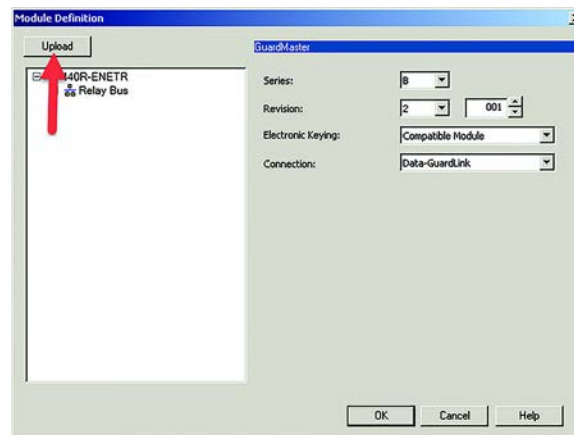 Module Definition
Upload
GuardMaster
40R-ENETR
Relay Bus
Series:
B
Revision:
2
001
Electronic Keying:
Compatible Module
Connection:
Data-GuardLink
OK
Cancel
Help